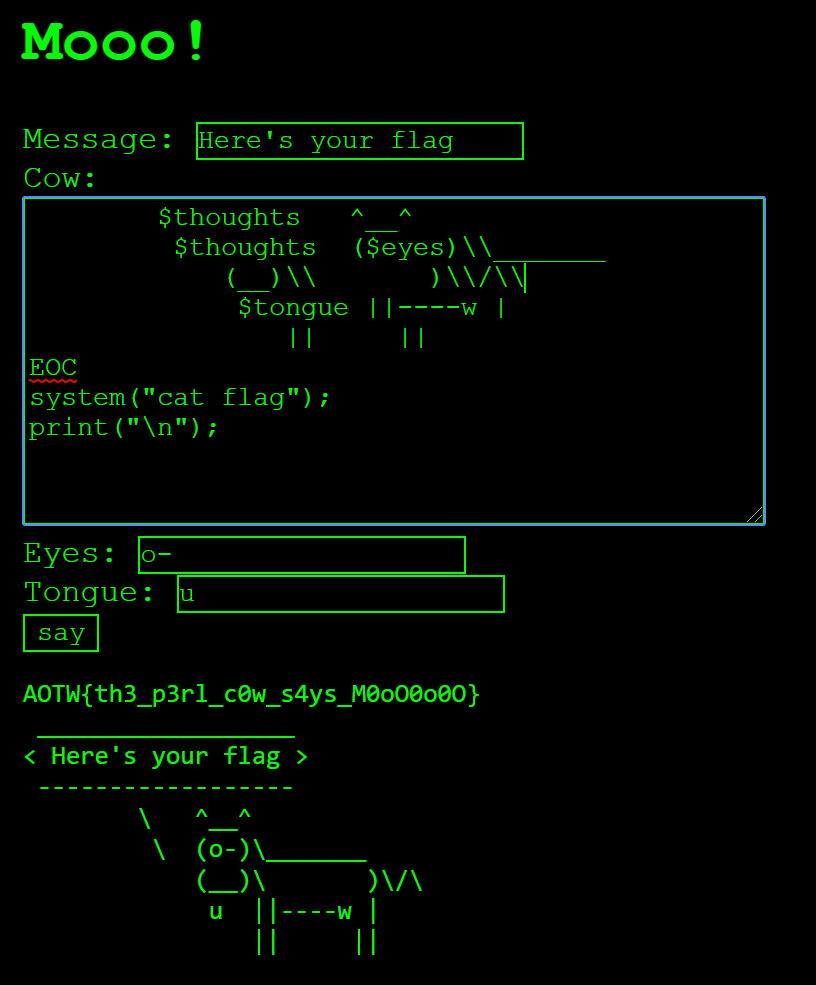 Mooo!
Message: Here's your flag
Cow:
        $thoughts   ^__^
         $thoughts  ($eyes)\\_______
            (__)\\       )\\/\\
             $tongue ||----w |
                ||     ||
EOC
system("cat flag");
print("\n");
Eyes: o-
Tongue: u
say
AOTW{th3_p3rl_c0w_s4ys_M0oO0o0O}
 __________________
< Here's your flag >
 ------------------
        \   ^__^
         \  (o-)\_______
            (__)\       )\/\
             u  ||----w |
                ||     ||